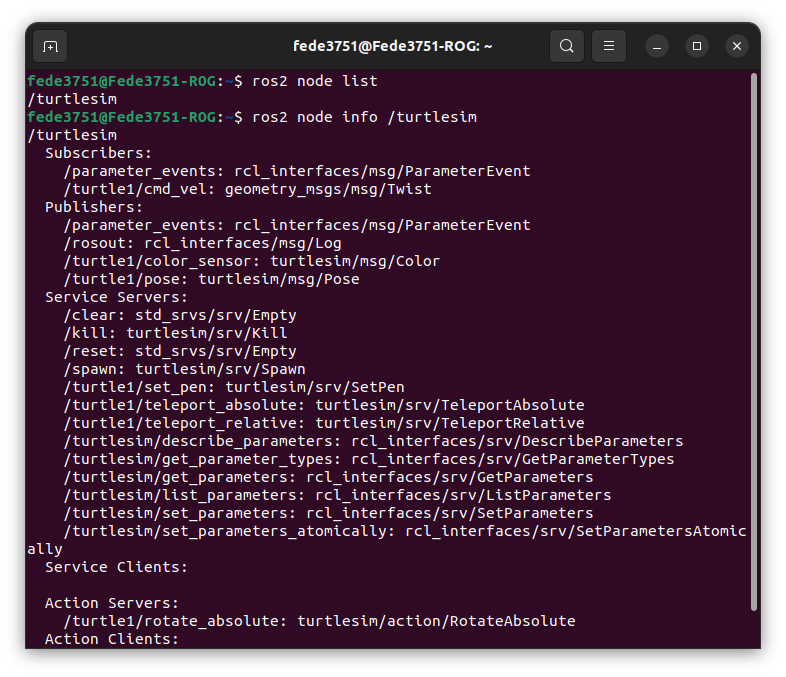 fede3751@Fede3751-ROG: ~
fede3751@Fede3751-ROG:~$ ros2 node list
/turtlesim
fede3751@Fede3751-ROG:~$ ros2 node info /turtlesim
/turtlesim
  Subscribers:
    /parameter_events: rcl_interfaces/msg/ParameterEvent
    /turtle1/cmd_vel: geometry_msgs/msg/Twist
  Publishers:
    /parameter_events: rcl_interfaces/msg/ParameterEvent
    /rosout: rcl_interfaces/msg/Log
    /turtle1/color_sensor: turtlesim/msg/Color
    /turtle1/pose: turtlesim/msg/Pose
  Service Servers:
    /clear: std_srvs/srv/Empty
    /kill: turtlesim/srv/Kill
    /reset: std_srvs/srv/Empty
    /spawn: turtlesim/srv/Spawn
    /turtle1/set_pen: turtlesim/srv/SetPen
    /turtle1/teleport_absolute: turtlesim/srv/TeleportAbsolute
    /turtle1/teleport_relative: turtlesim/srv/TeleportRelative
    /turtlesim/describe_parameters: rcl_interfaces/srv/DescribeParameters
    /turtlesim/get_parameter_types: rcl_interfaces/srv/GetParameterTypes
    /turtlesim/get_parameters: rcl_interfaces/srv/GetParameters
    /turtlesim/list_parameters: rcl_interfaces/srv/ListParameters
    /turtlesim/set_parameters: rcl_interfaces/srv/SetParameters
    /turtlesim/set_parameters_atomically: rcl_interfaces/srv/SetParametersAtomic
ally
  Service Clients:

  Action Servers:
    /turtle1/rotate_absolute: turtlesim/action/RotateAbsolute
  Action Clients: